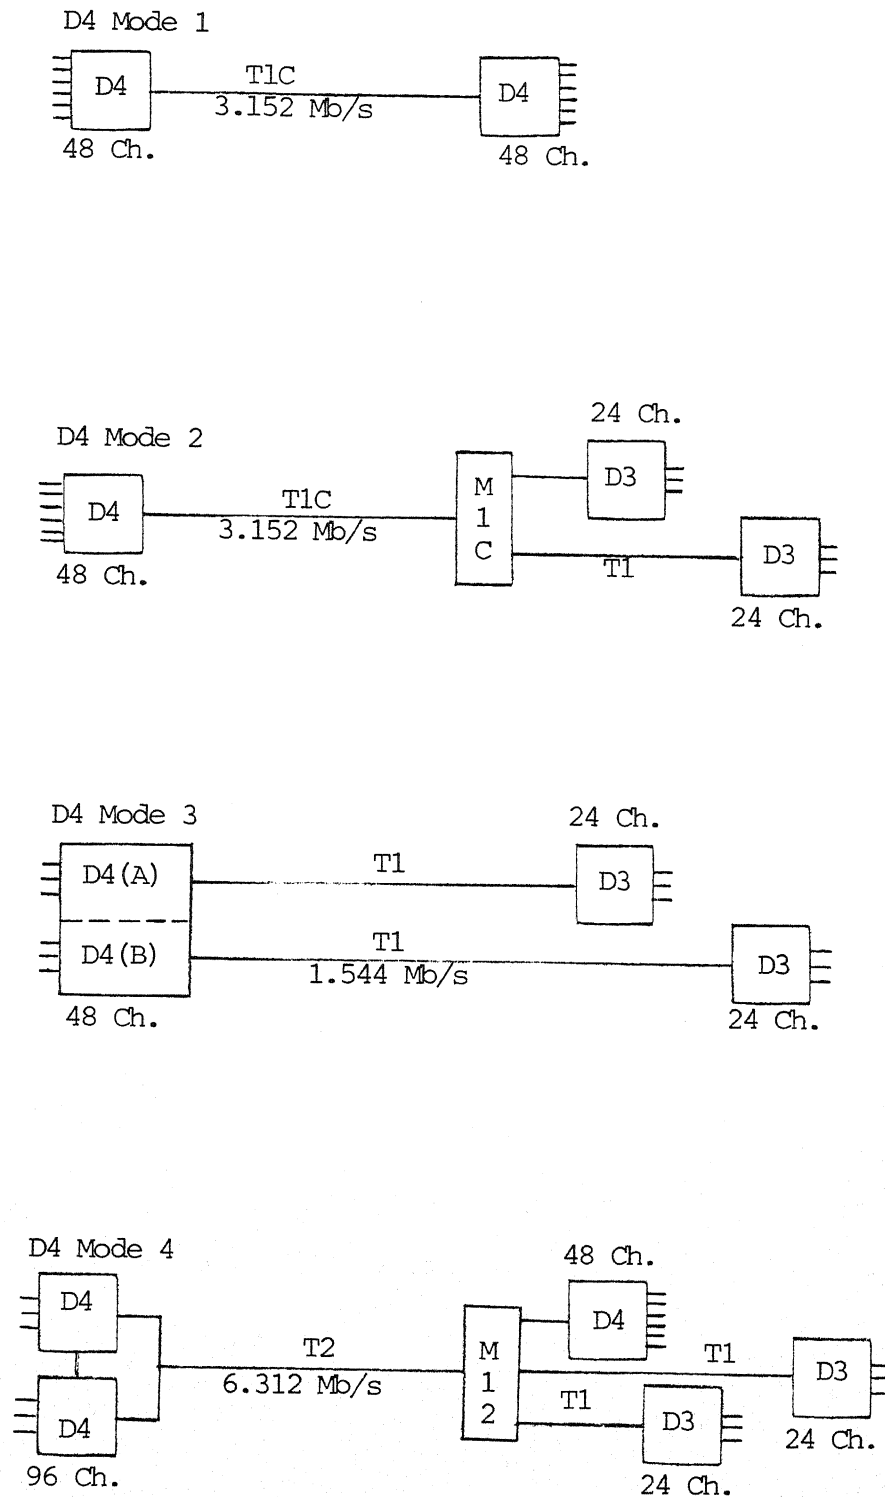 D4 Mode 1
D4
T1C
3.152 Mb/s
D4
48 Ch.
48 Ch.
24 Ch.
D4 Mode 2
D4
T1C
3.152 Mb/s
M
1
C
D3
T1
D3
48 Ch.
24 Ch.
D4 Mode 3
24 Ch.
D4(A)
T1
D3
D4(B)
T1
1.544 Mb/s
D3
48 Ch.
24 Ch.
D4 Mode 4
48 Ch.
D4
D4
T2
6.312 Mb/s
M
1
2
D4
T1
D3
T1
D3
24 Ch.
96 Ch.
24 Ch.